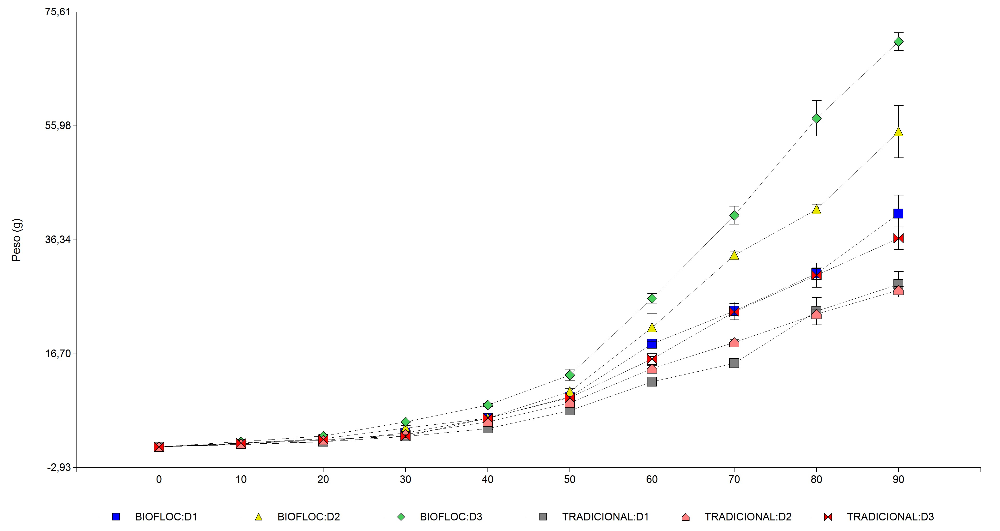 75,61
55,98
36,34
16,70
-2,93
Peso (g)
0 10 20 30 40 50 60 70 80 90
BIOFLOC:D1 BIOFLOC:D2 BIOFLOC:D3 TRADICIONAL:D1 TRADICIONAL:D2 TRADICIONAL:D3